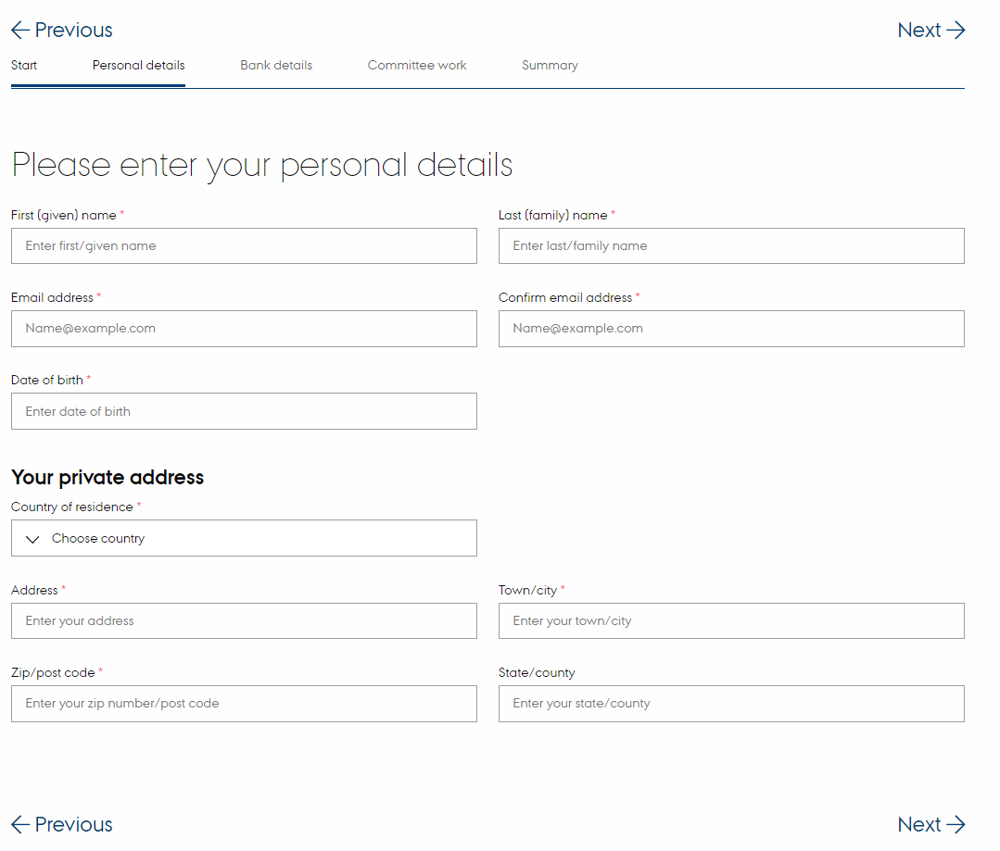 Previous Next
Start Personal details Bank details Committee work Summary
Please enter your personal details
First (given) name * Last (family) name *
Enter first/given name Enter last/family name
Email address * Confirm email address *
Name@example.com Name@example.com
Date of birth *
Enter date of birth
Your private address
Country of residence *
Choose country
Address * Town/city *
Enter your address Enter your town/city
Zip/post code * State/county
Enter your zip number/post code Enter your state/county
Previous Next